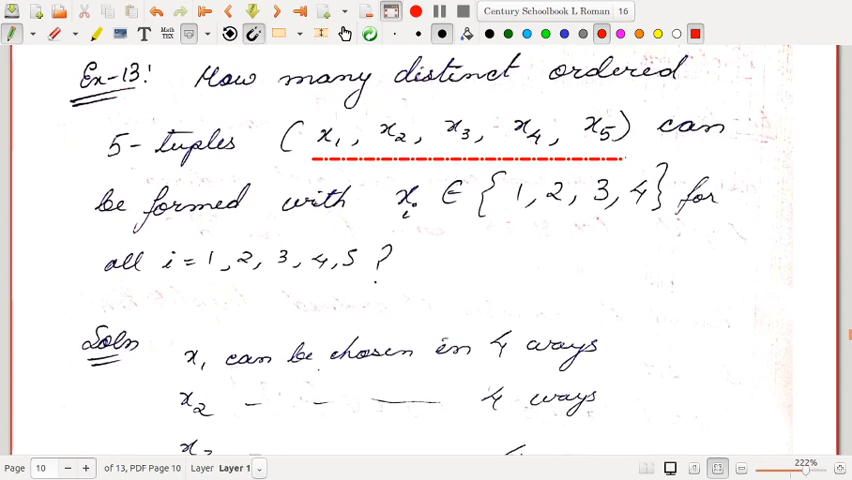 Century Schoolbook L Roman 16
Math TEX
Ex-13: How many distinct ordered
5-tuples (x₁, x₂, x₃, x₄, x₅) can
be formed with xᵢ ∈ {1, 2, 3, 4} for
all i = 1, 2, 3, 4, 5 ?
Soln
x₁ can be chosen in 4 ways
x₂ - - — 4 ways
Page 10 of 13, PDF Page 10 Layer Layer 1 222%